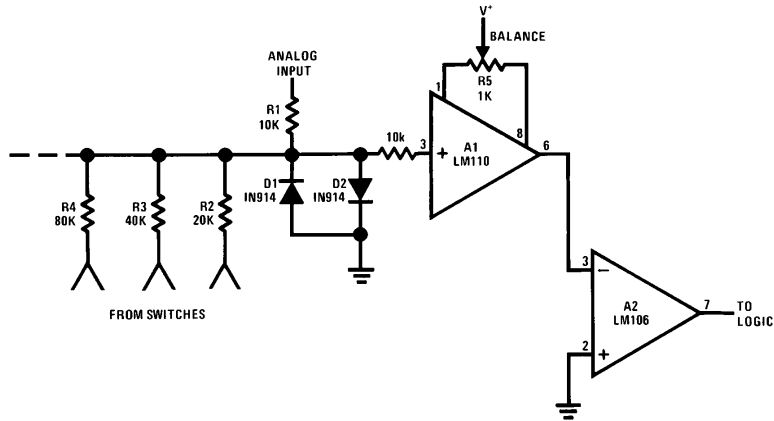 V+
BALANCE
R5
1K
ANALOG
INPUT
R1
10K
1
8
10k
3
+
A1
LM110
6
D1
IN914
D2
IN914
R4
80K
R3
40K
R2
20K
FROM SWITCHES
3
−
A2
LM106
7
TO
LOGIC
2
+